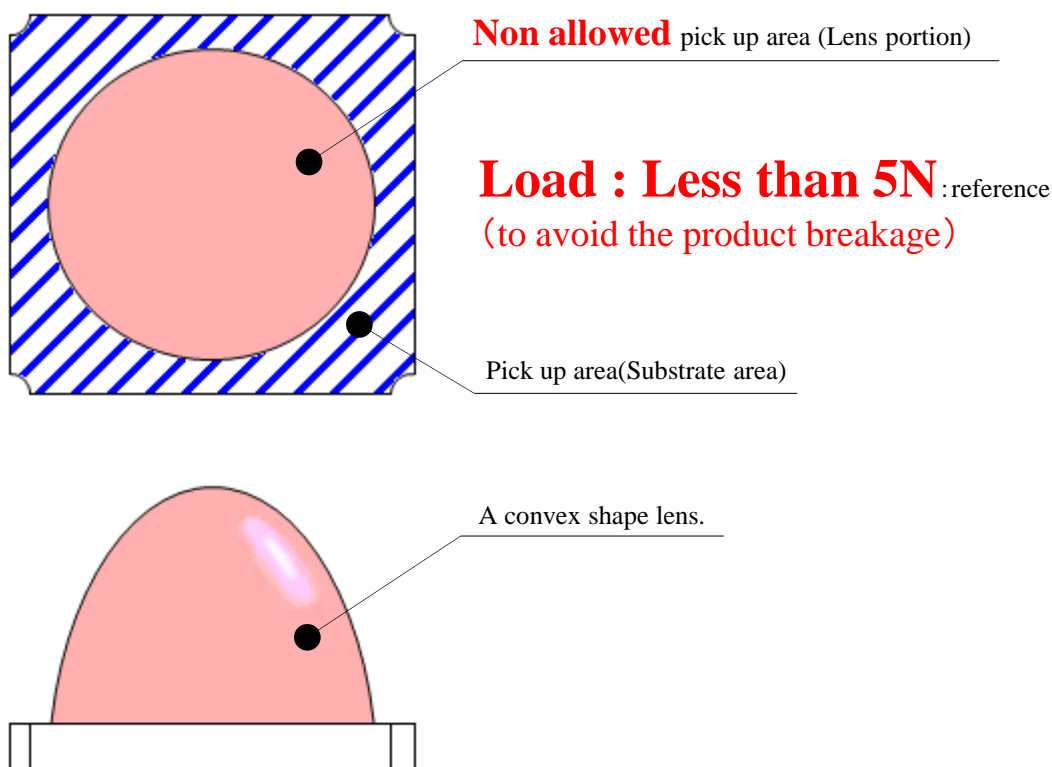 Non allowed pick up area (Lens portion)
Load : Less than 5N : reference
（to avoid the product breakage）
Pick up area(Substrate area)
A convex shape lens.